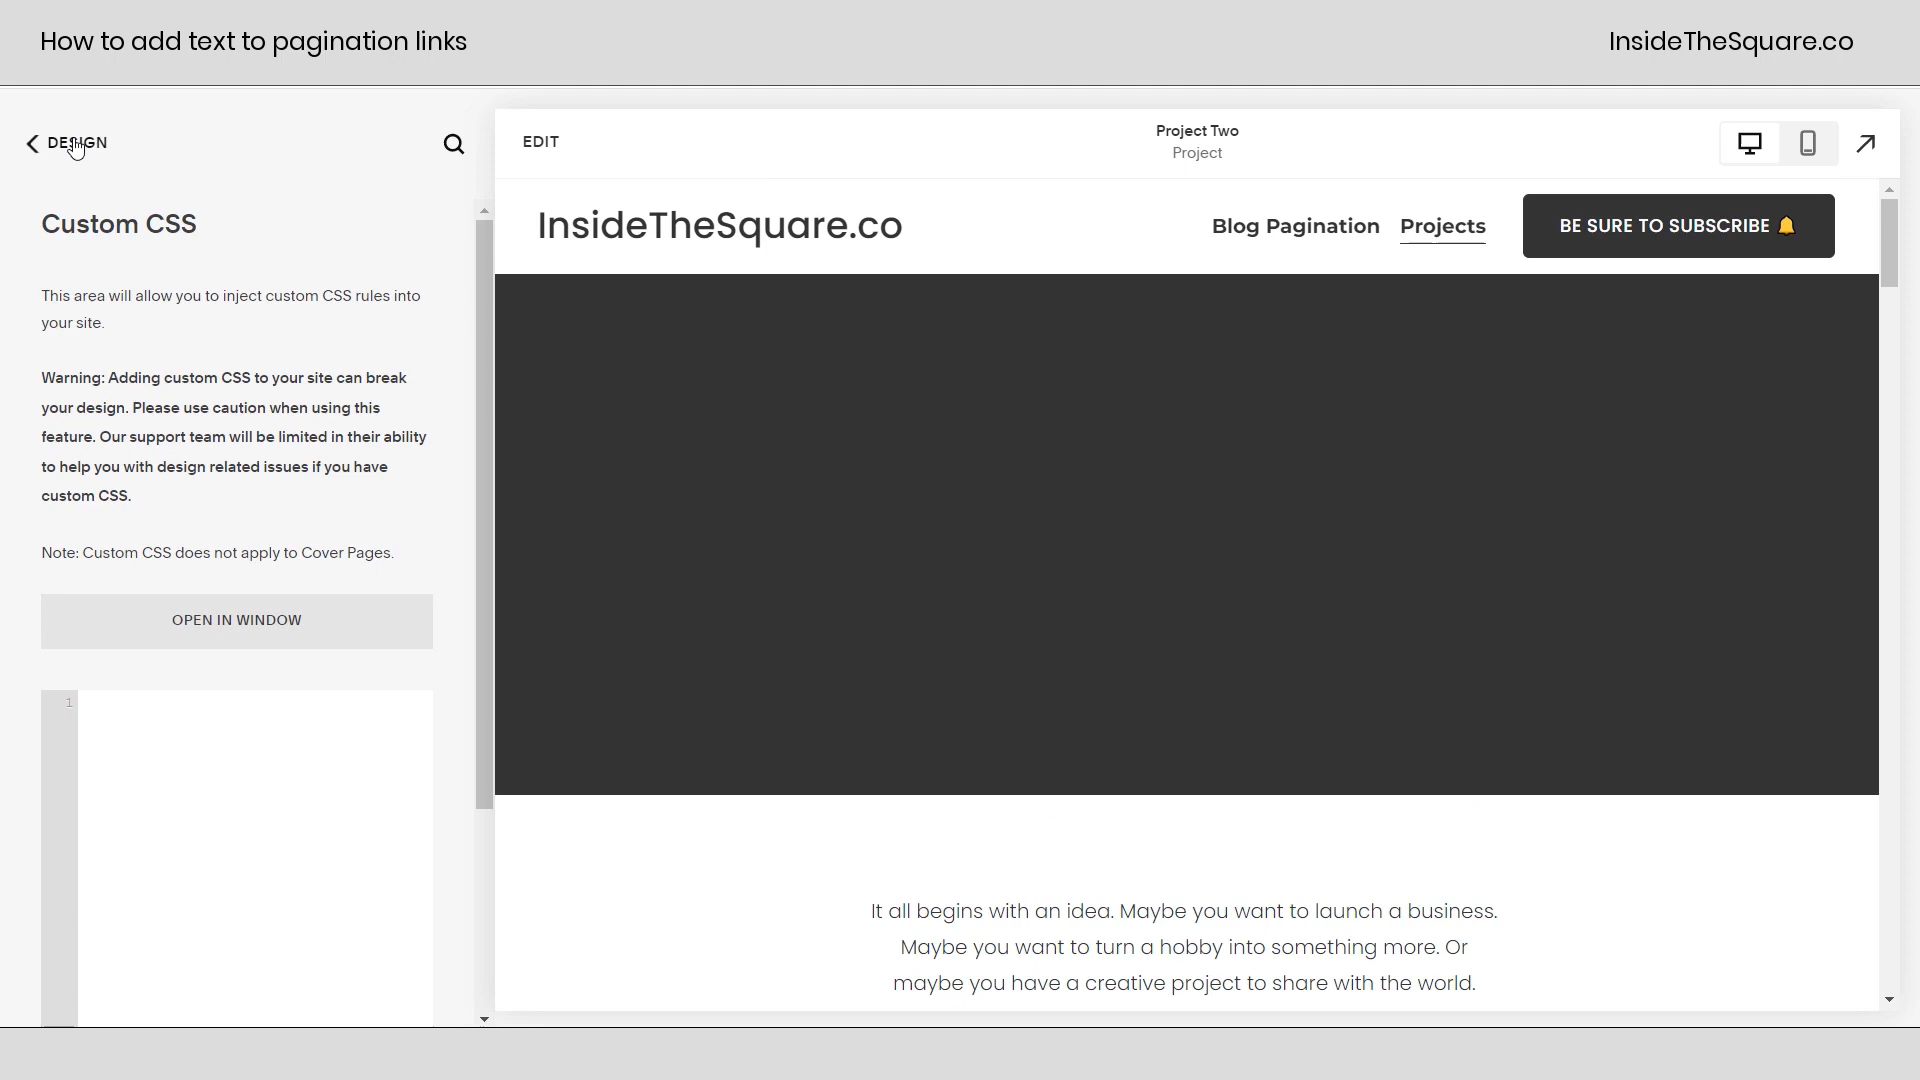 How to add text to pagination links
InsideTheSquare.co
DESIGN
EDIT
Project Two
Project
Custom CSS
InsideTheSquare.co
Blog Pagination
Projects
BE SURE TO SUBSCRIBE 🔔
This area will allow you to inject custom CSS rules into
your site.
Warning: Adding custom CSS to your site can break
your design. Please use caution when using this
feature. Our support team will be limited in their ability
to help you with design related issues if you have
custom CSS.
Note: Custom CSS does not apply to Cover Pages.
OPEN IN WINDOW
1
It all begins with an idea. Maybe you want to launch a business.
Maybe you want to turn a hobby into something more. Or
maybe you have a creative project to share with the world.